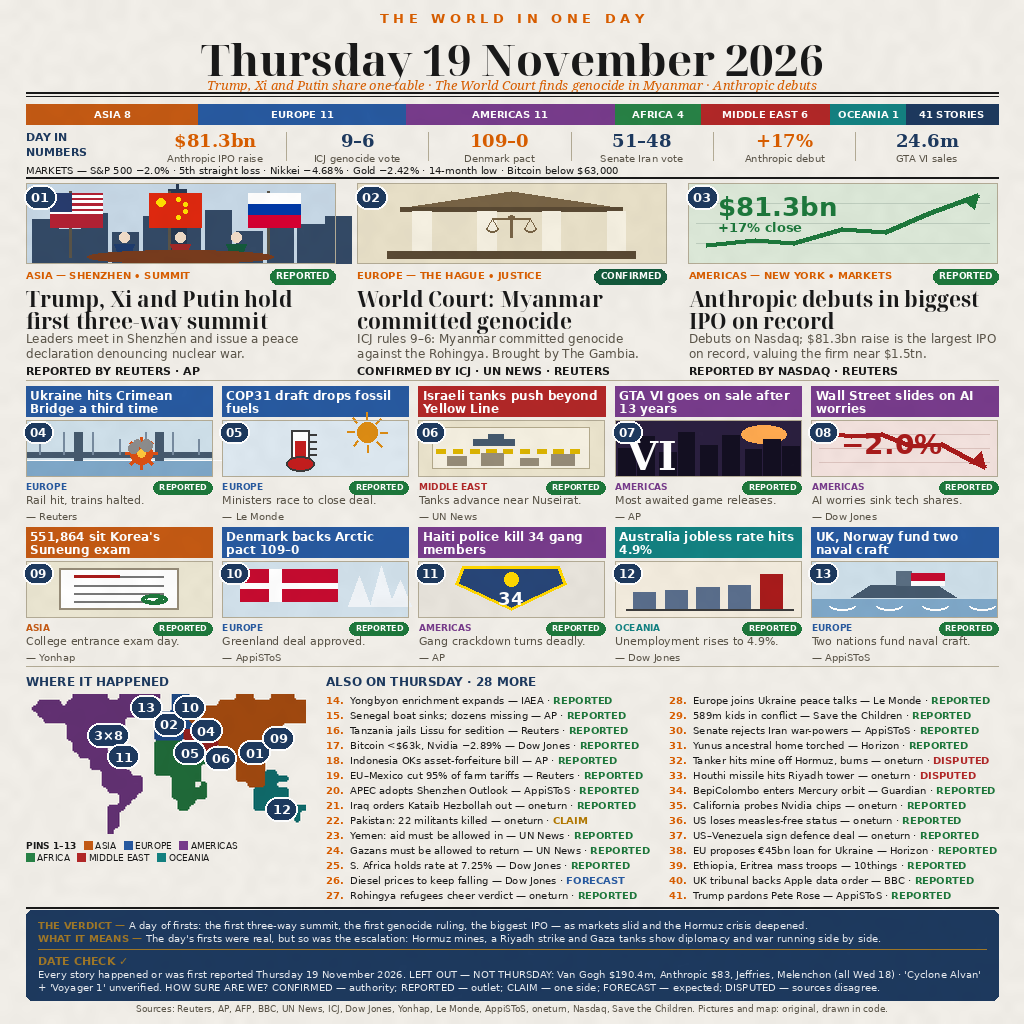 THE WORLD IN ONE DAY
Thursday 19 November 2026
Trump, Xi and Putin share one table · The World Court finds genocide in Myanmar · Anthropic debuts
ASIA 8
EUROPE 11
AMERICAS 11
AFRICA 4
MIDDLE EAST 6
OCEANIA 1
41 STORIES
DAY IN
NUMBERS
$81.3bn
Anthropic IPO raise
9–6
ICJ genocide vote
109–0
Denmark pact
51–48
Senate Iran vote
+17%
Anthropic debut
24.6m
GTA VI sales
MARKETS — S&P 500 −2.0% · 5th straight loss · Nikkei −4.68% · Gold −2.42% · 14-month low · Bitcoin below $63,000
01
ASIA — SHENZHEN • SUMMIT
REPORTED
Trump, Xi and Putin hold
first three-way summit
Leaders meet in Shenzhen and issue a peace
declaration denouncing nuclear war.
REPORTED BY REUTERS · AP
02
EUROPE — THE HAGUE • JUSTICE
CONFIRMED
World Court: Myanmar
committed genocide
ICJ rules 9–6: Myanmar committed genocide
against the Rohingya. Brought by The Gambia.
CONFIRMED BY ICJ · UN NEWS · REUTERS
03
$81.3bn
+17% close
AMERICAS — NEW YORK • MARKETS
REPORTED
Anthropic debuts in biggest
IPO on record
Debuts on Nasdaq; $81.3bn raise is the largest IPO
on record, valuing the firm near $1.5tn.
REPORTED BY NASDAQ · REUTERS
Ukraine hits Crimean
Bridge a third time
04
EUROPE
REPORTED
Rail hit, trains halted.
— Reuters
COP31 draft drops fossil
fuels
05
EUROPE
REPORTED
Ministers race to close deal.
— Le Monde
Israeli tanks push beyond
Yellow Line
06
MIDDLE EAST
REPORTED
Tanks advance near Nuseirat.
— UN News
GTA VI goes on sale after
13 years
07
VI
AMERICAS
REPORTED
Most awaited game releases.
— AP
Wall Street slides on AI
worries
08
−2.0%
AMERICAS
REPORTED
AI worries sink tech shares.
— Dow Jones
551,864 sit Korea's
Suneung exam
09
ASIA
REPORTED
College entrance exam day.
— Yonhap
Denmark backs Arctic
pact 109–0
10
EUROPE
REPORTED
Greenland deal approved.
— AppiSToS
Haiti police kill 34 gang
members
11
34
AMERICAS
REPORTED
Gang crackdown turns deadly.
— AP
Australia jobless rate hits
4.9%
12
OCEANIA
REPORTED
Unemployment rises to 4.9%.
— Dow Jones
UK, Norway fund two
naval craft
13
EUROPE
REPORTED
Two nations fund naval craft.
— AppiSToS
WHERE IT HAPPENED
13
10
02
04
3×8
11
05
06
01
09
12
PINS 1–13 ASIA EUROPE AMERICAS
AFRICA MIDDLE EAST OCEANIA
ALSO ON THURSDAY · 28 MORE
14. Yongbyon enrichment expands — IAEA · REPORTED
15. Senegal boat sinks; dozens missing — AP · REPORTED
16. Tanzania jails Lissu for sedition — Reuters · REPORTED
17. Bitcoin <$63k, Nvidia −2.89% — Dow Jones · REPORTED
18. Indonesia OKs asset-forfeiture bill — AP · REPORTED
19. EU–Mexico cut 95% of farm tariffs — Reuters · REPORTED
20. APEC adopts Shenzhen Outlook — AppiSToS · REPORTED
21. Iraq orders Kataib Hezbollah out — oneturn · REPORTED
22. Pakistan: 22 militants killed — oneturn · CLAIM
23. Yemen: aid must be allowed in — UN News · REPORTED
24. Gazans must be allowed to return — UN News · REPORTED
25. S. Africa holds rate at 7.25% — Dow Jones · REPORTED
26. Diesel prices to keep falling — Dow Jones · FORECAST
27. Rohingya refugees cheer verdict — oneturn · REPORTED
28. Europe joins Ukraine peace talks — Le Monde · REPORTED
29. 589m kids in conflict — Save the Children · REPORTED
30. Senate rejects Iran war-powers — AppiSToS · REPORTED
31. Yunus ancestral home torched — Horizon · REPORTED
32. Tanker hits mine off Hormuz, burns — oneturn · DISPUTED
33. Houthi missile hits Riyadh tower — oneturn · DISPUTED
34. BepiColombo enters Mercury orbit — Guardian · REPORTED
35. California probes Nvidia chips — oneturn · REPORTED
36. US loses measles-free status — oneturn · REPORTED
37. US–Venezuela sign defence deal — oneturn · REPORTED
38. EU proposes €45bn loan for Ukraine — Horizon · REPORTED
39. Ethiopia, Eritrea mass troops — 10things · REPORTED
40. UK tribunal backs Apple data order — BBC · REPORTED
41. Trump pardons Pete Rose — AppiSToS · REPORTED
THE VERDICT — A day of firsts: the first three-way summit, the first genocide ruling, the biggest IPO — as markets slid and the Hormuz crisis deepened.
WHAT IT MEANS — The day's firsts were real, but so was the escalation: Hormuz mines, a Riyadh strike and Gaza tanks show diplomacy and war running side by side.
DATE CHECK ✓
Every story happened or was first reported Thursday 19 November 2026. LEFT OUT — NOT THURSDAY: Van Gogh $190.4m, Anthropic $83, Jeffries, Melenchon (all Wed 18) · 'Cyclone Alvan'
+ 'Voyager 1' unverified. HOW SURE ARE WE? CONFIRMED — authority; REPORTED — outlet; CLAIM — one side; FORECAST — expected; DISPUTED — sources disagree.
Sources: Reuters, AP, AFP, BBC, UN News, ICJ, Dow Jones, Yonhap, Le Monde, AppiSToS, oneturn, Nasdaq, Save the Children. Pictures and map: original, drawn in code.